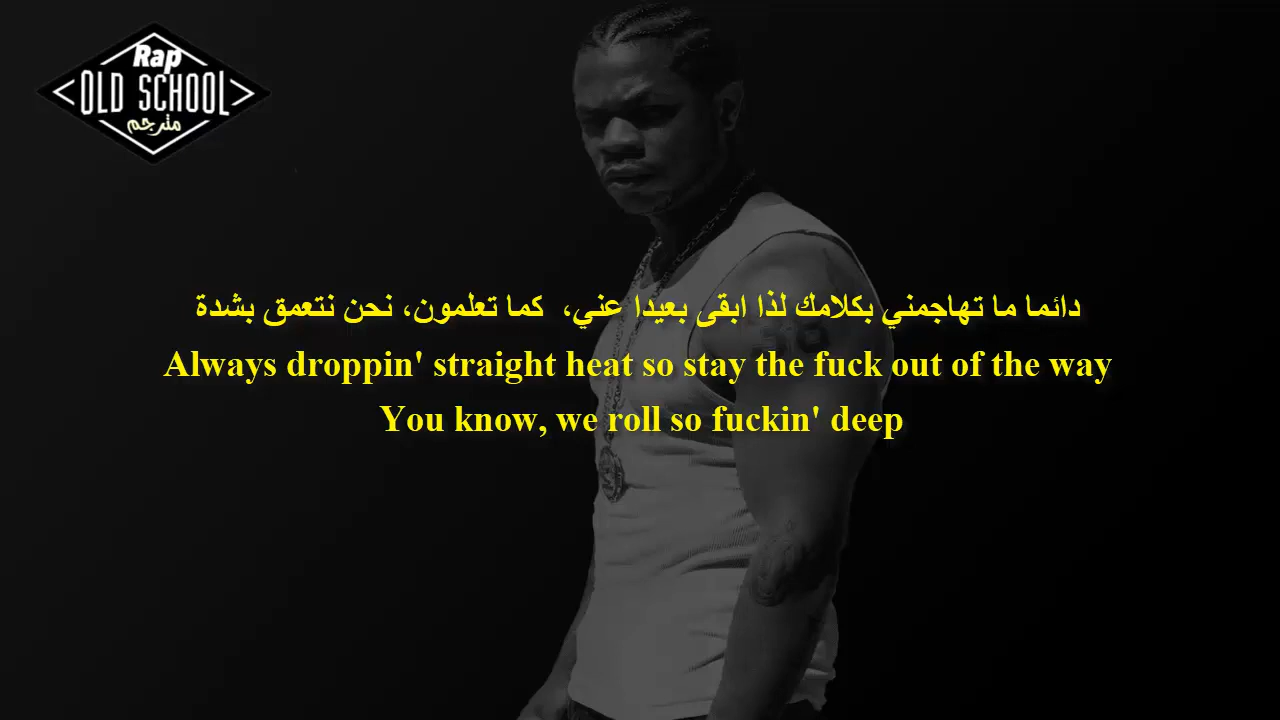 Rap
OLD SCHOOL
مترجم
دائما ما تهاجمني بكلامك لذا ابقى بعيدا عني،  كما تعلمون، نحن نتعمق بشدة
Always droppin' straight heat so stay the fuck out of the way
You know, we roll so fuckin' deep